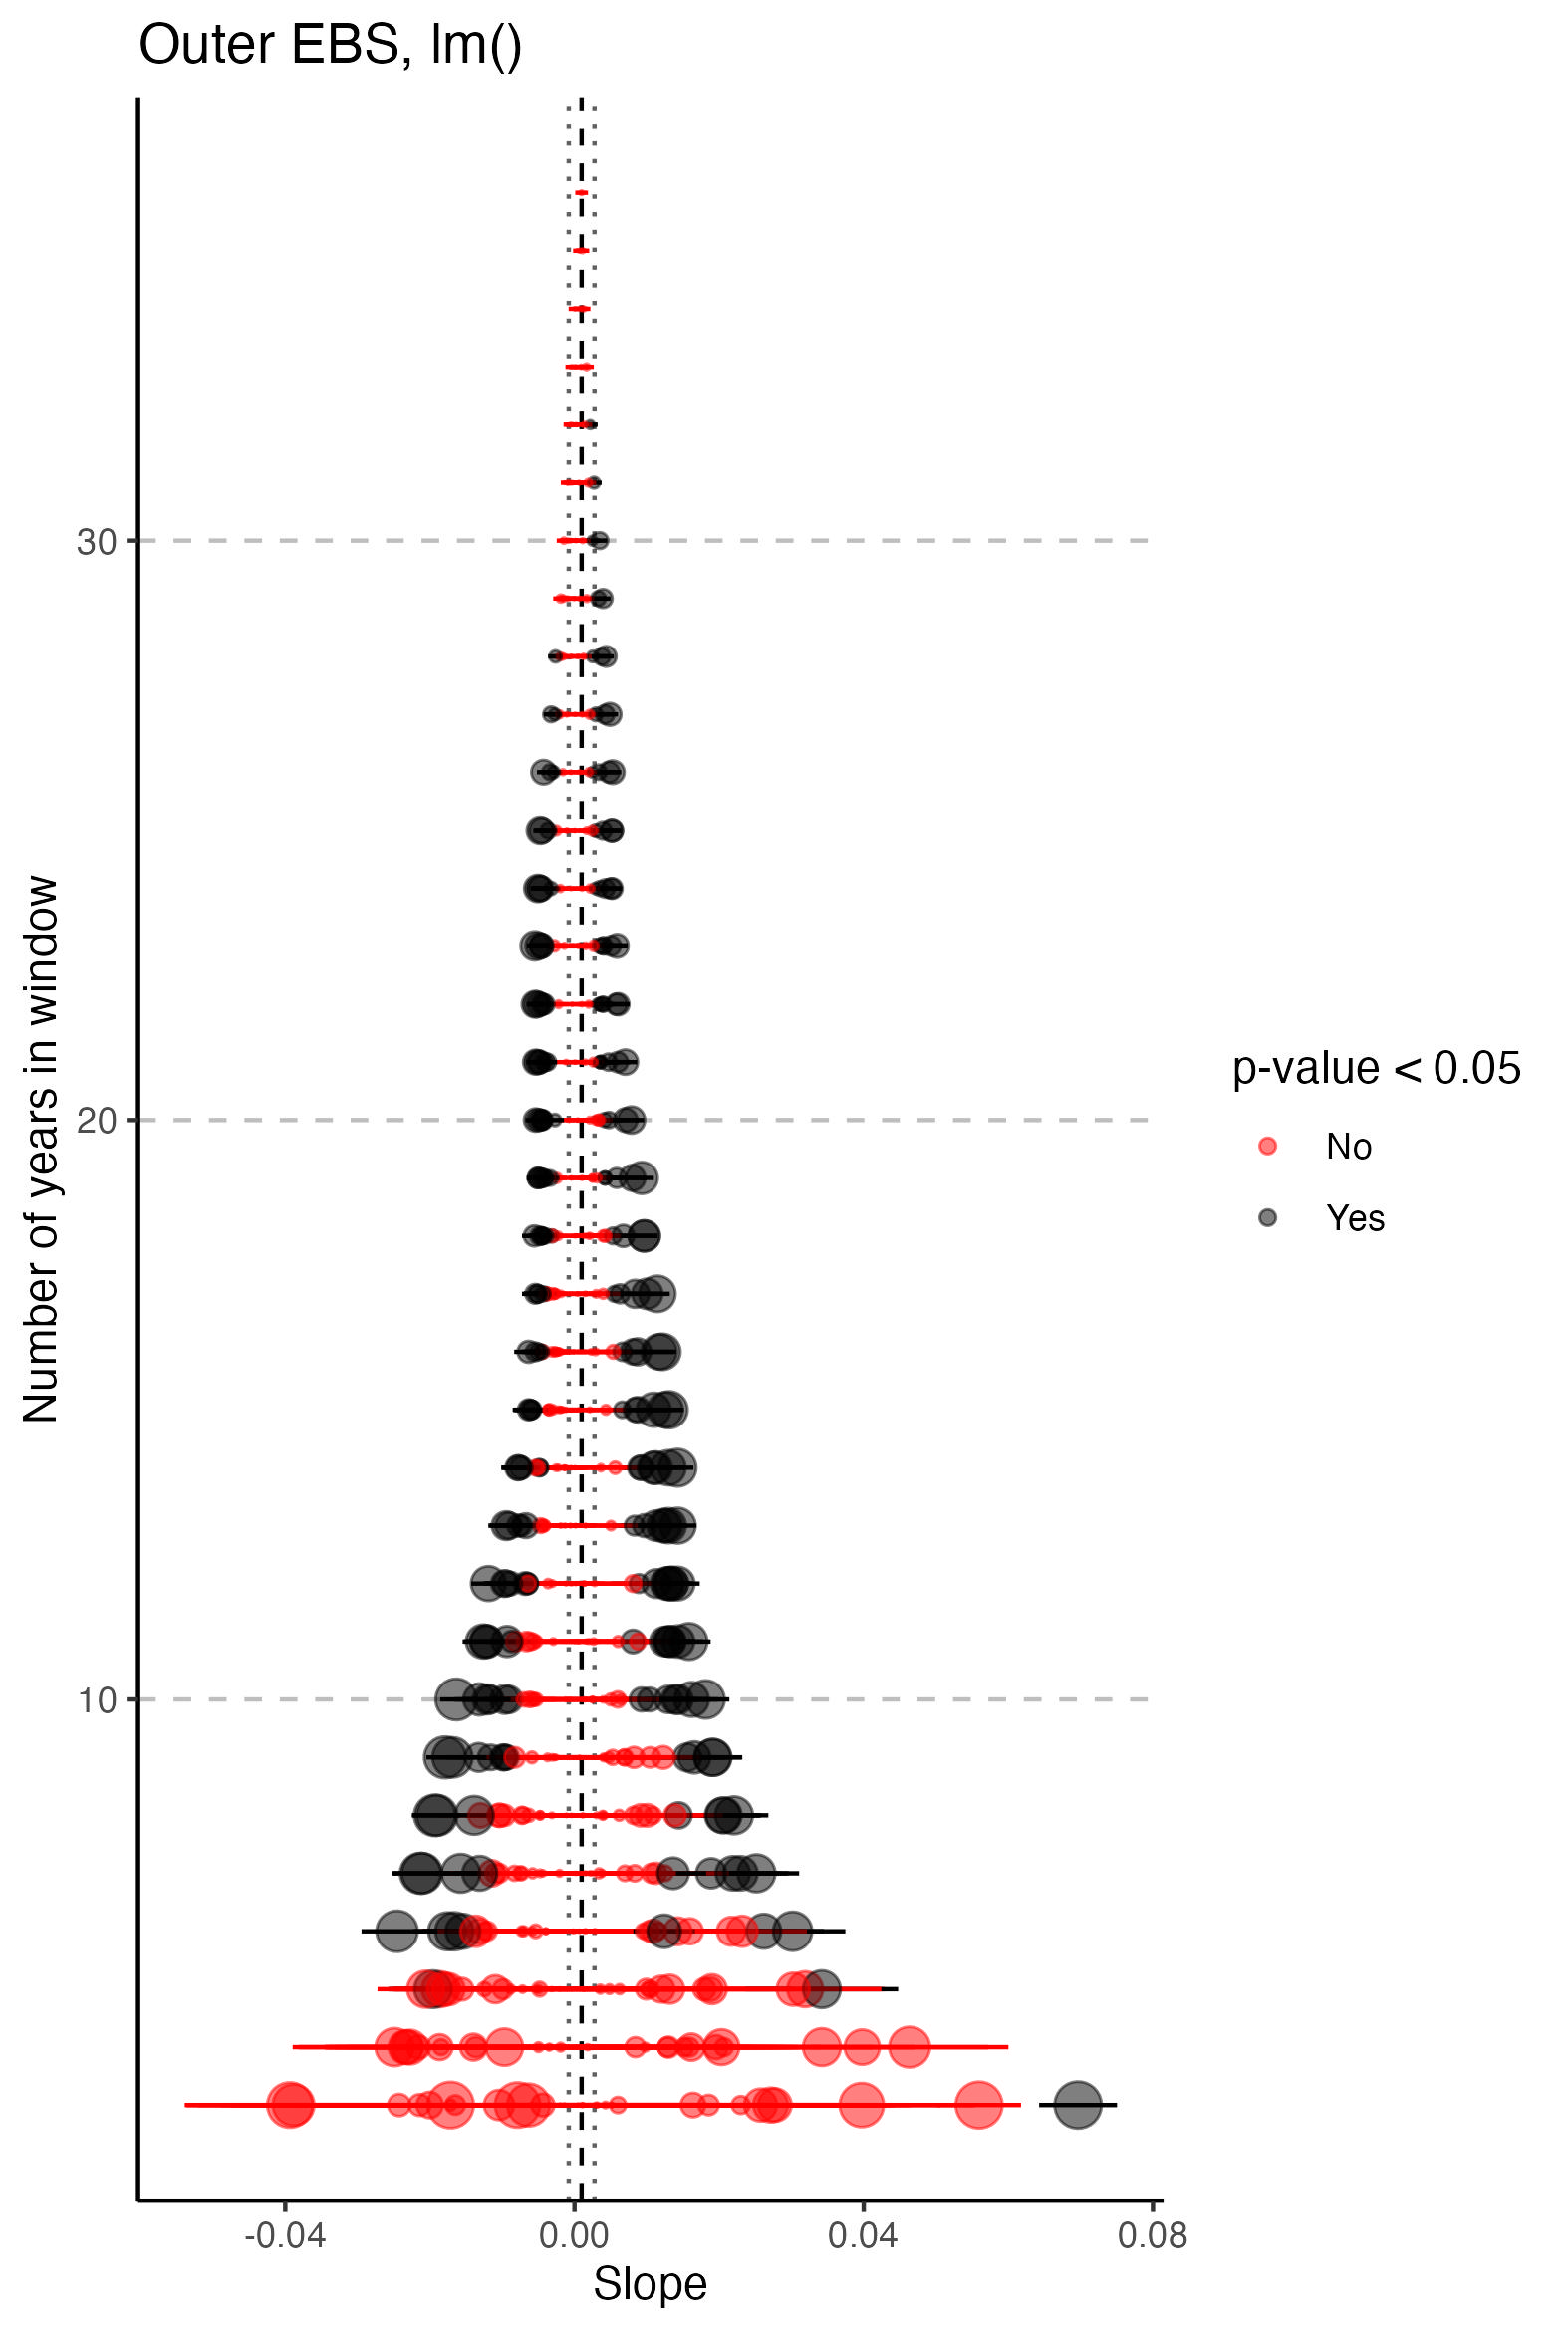 Outer EBS, lm()
30
20
10
Number of years in window
-0.04
0.00
0.04
0.08
Slope
p-value < 0.05
No
Yes